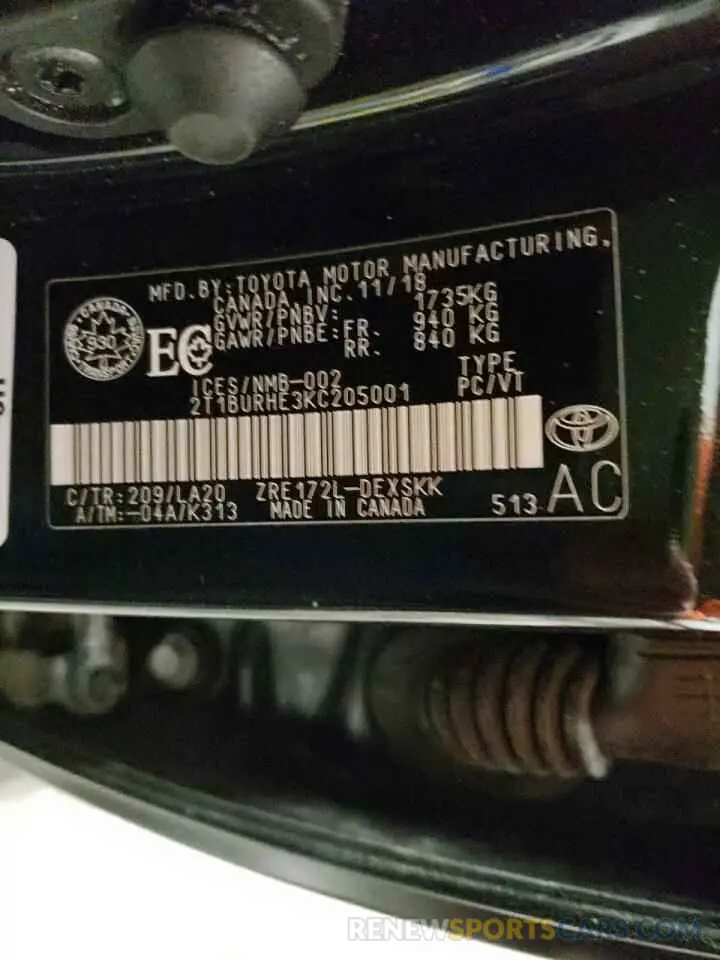 MFD. BY: TOYOTA MOTOR MANUFACTURING,
CANADA, INC. 11/18
GVWR/PNBV: 1735KG
GAWR/PNBE: FR. 940 KG
RR. 840 KG
CANADA
930
EC
ICES/NMB-002
TYPE
2T1BURHE3KC205001
PC/VT
C/TR: 209/LA20 ZRE172L-DEXSKK
A/TM: -04A/K313 MADE IN CANADA
513 AC
RENEWSPORTSCARS.COM